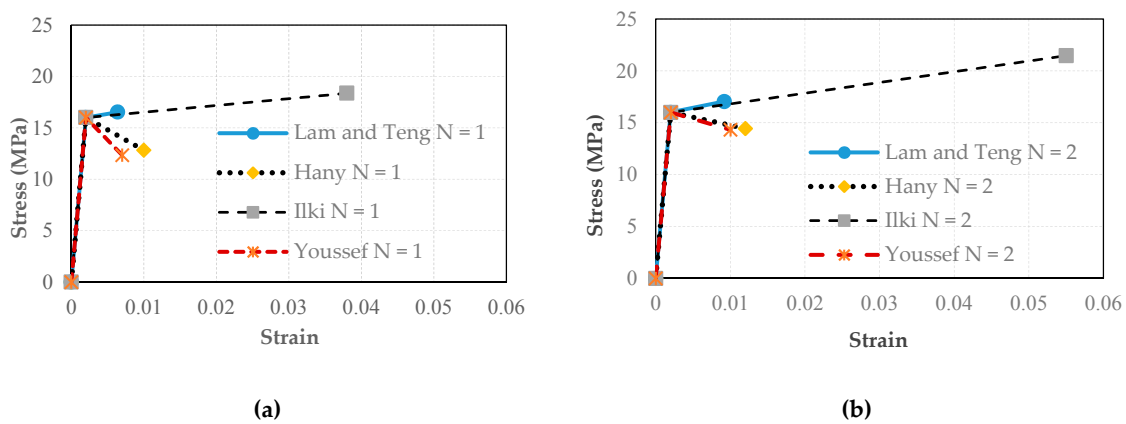 25
20
15
10
5
0
Stress (MPa)
Lam and Teng N = 1
Hany N = 1
Ilki N = 1
Youssef N = 1
0 0.01 0.02 0.03 0.04 0.05 0.06
Strain
(a)
25
20
15
10
5
0
Stress (MPa)
Lam and Teng N = 2
Hany N = 2
Ilki N = 2
Youssef N = 2
0 0.01 0.02 0.03 0.04 0.05 0.06
Strain
(b)